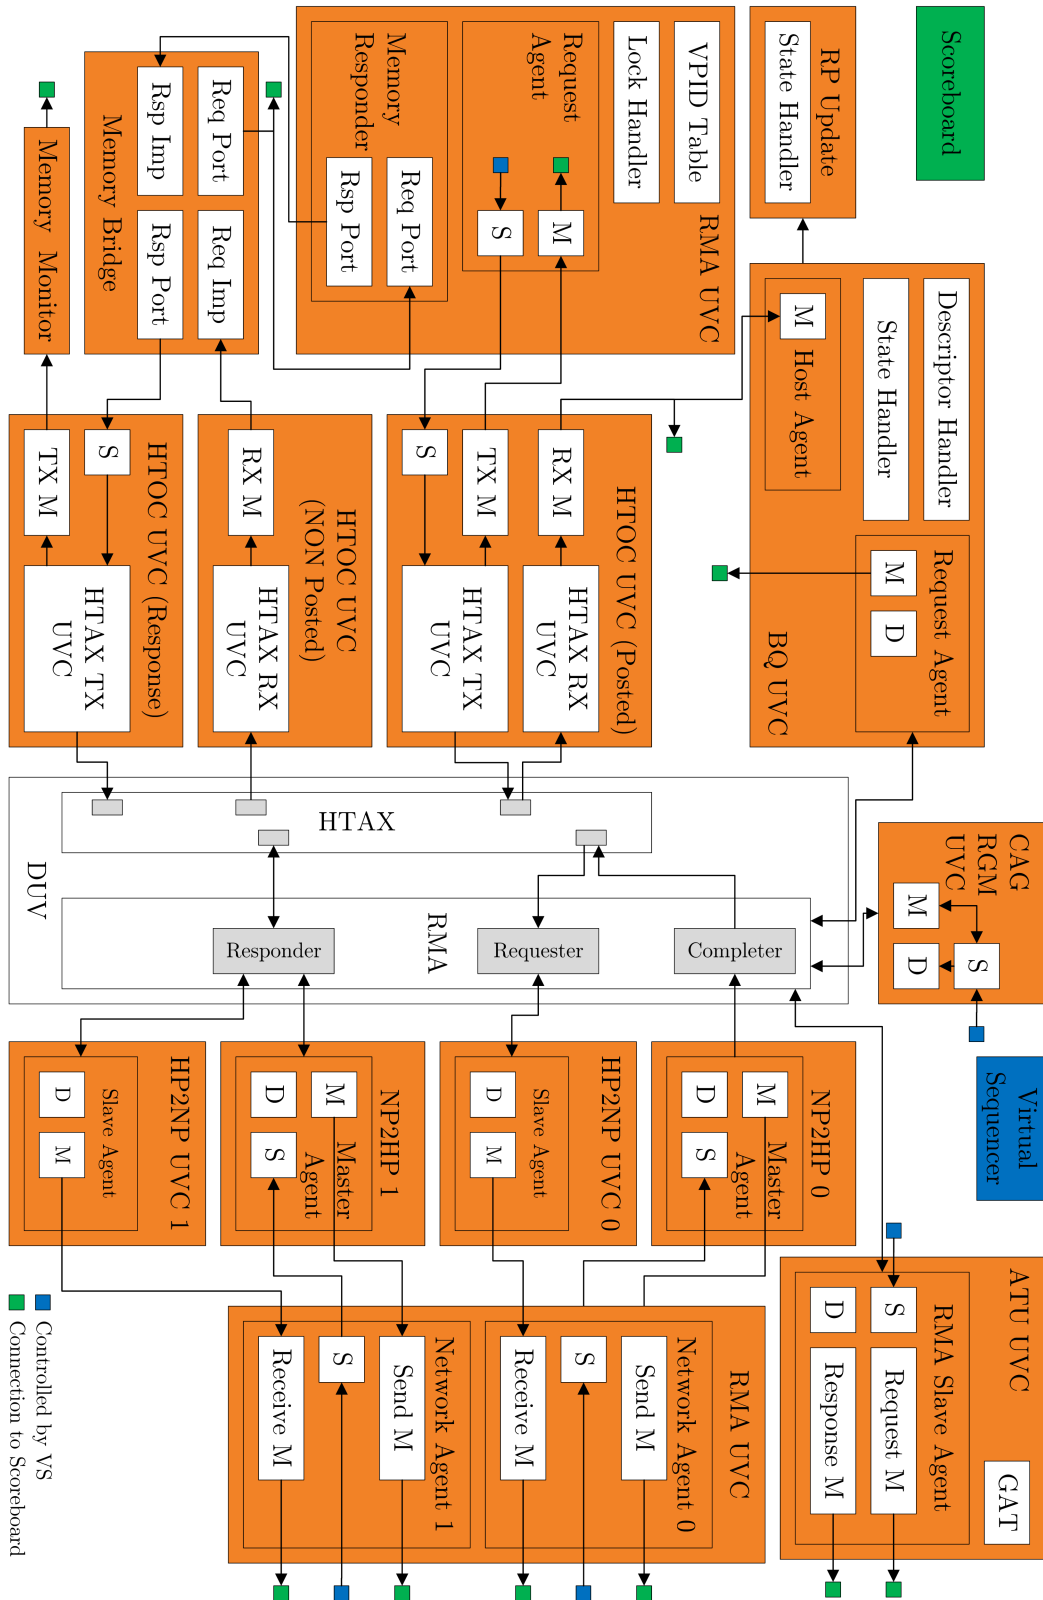 Scoreboard
RP Update
State Handler
RMA UVC
VPID Table
Lock Handler
Request
Agent
M
S
Memory
Responder
Req Port
Rsp Port
Req Port
Req Imp
Rsp Imp
Rsp Port
Memory Bridge
Memory Monitor
Descriptor Handler
State Handler
M
Host Agent
Request Agent
M
D
BQ UVC
HTOC UVC (Posted)
RX M
HTAX RX
UVC
TX M
S
HTAX TX
UVC
HTOC UVC
(NON Posted)
RX M
HTAX RX
UVC
HTOC UVC (Response)
S
TX M
HTAX TX
UVC
CAG
RGM
UVC
M
D
S
HTAX
DUV
RMA
Completer
Requester
Responder
Virtual
Sequencer
NP2HP 0
M
Master
Agent
D
S
HP2NP UVC 0
Slave Agent
D
M
NP2HP 1
M
Master
Agent
D
S
HP2NP UVC 1
Slave Agent
D
M
ATU UVC
GAT
RMA Slave Agent
S
Request M
D
Response M
RMA UVC
Network Agent 0
Send M
S
Receive M
Network Agent 1
Send M
S
Receive M
Controlled by VS
Connection to Scoreboard